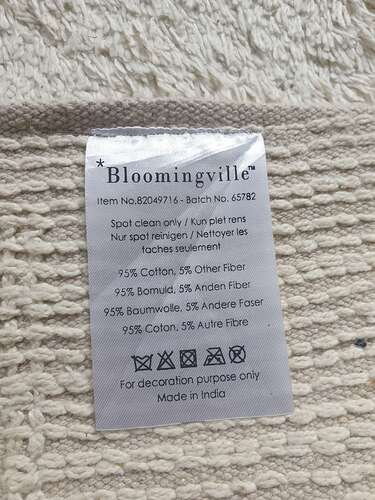 *Bloomingville™
Item No.82049716 - Batch No. 65782
Spot clean only / Kun plet rens
Nur spot reinigen / Nettoyer les
taches seulement
95% Cotton, 5% Other Fiber
95% Bomuld, 5% Anden Fiber
95% Baumwolle, 5% Andere Faser
95% Coton, 5% Autre Fibre
For decoration purpose only
Made in India